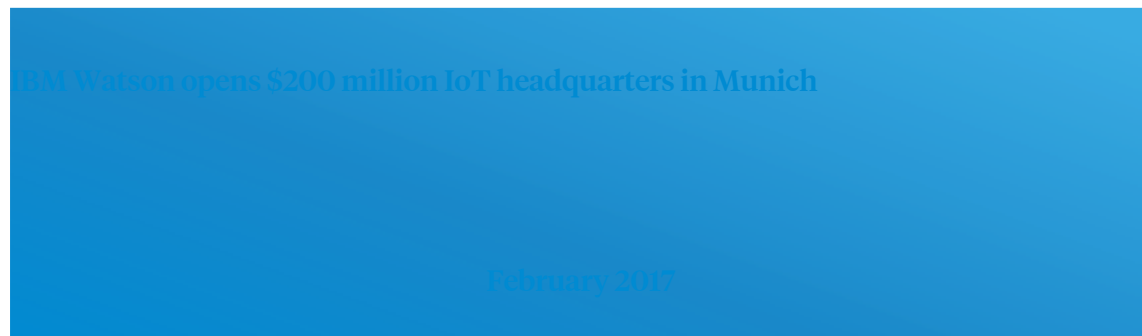 IBM Watson opens $200 million IoT headquarters in Munich
February 2017